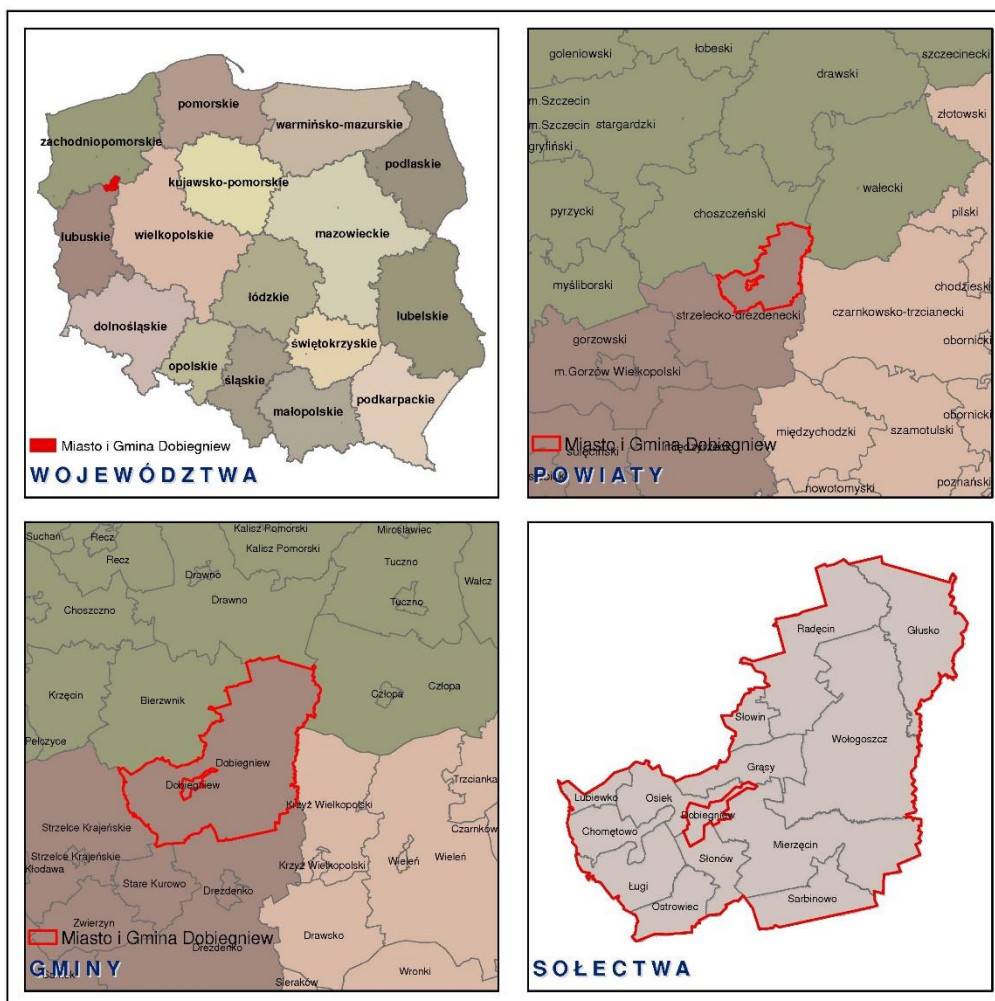 pomorskie
warmińsko-mazurskie
zachodniopomorskie
podlaskie
kujawsko-pomorskie
lubuskie
wielkopolskie
mazowieckie
łódzkie
dolnośląskie
lubelskie
świętokrzyskie
opolskie
śląskie
podkarpackie
małopolskie
Miasto i Gmina Dobiegniew
WOJEWÓDZTWA
goleniowski
łobeski
szczecinecki
drawski
m.Szczecin
złotowski
m.Szczecin
stargardzki
gryfiński
wałecki
pyrzycki
choszczeński
pilski
myśliborski
chodzieski
strzelecko-drezdenecki
czarnkowsko-trzcianecki
gorzowski
obornicki
m.Gorzów Wielkopolski
obornicki
międzychodzki
szamotulski
Miasto i Gmina Dobiegniew
sulęciński
POWIATY
poznański
nowotomyski
Suchań
Recz
Kalisz Pomorski
Mirosławiec
Recz
Kalisz Pomorski
Tuczno
Drawno
Wałcz
Choszczno
Drawno
Tuczno
Krzęcin
Bierzwnik
Człopa
Człopa
Pełczyce
Dobiegniew
Dobiegniew
Trzcianka
Krzyż Wielkopolski
Strzelce Krajeńskie
Czarnków
Strzelce Krajeńskie
Kłodawa
Krzyż Wielkopolski
Wieleń
Wieleń
Stare Kurowo
Drezdenko
Zwierzyn
Drawsko
Miasto i Gmina Dobiegniew
Drezdenko
GMINY
Wronki
Sieraków
Radęcin
Głusko
Słowin
Wołogoszcz
Grąsy
Lubiewko
Osiek
Dobiegniew
Chomętowo
Mierzęcin
Słonów
Ługi
Sarbinowo
Ostrowiec
SOŁECTWA